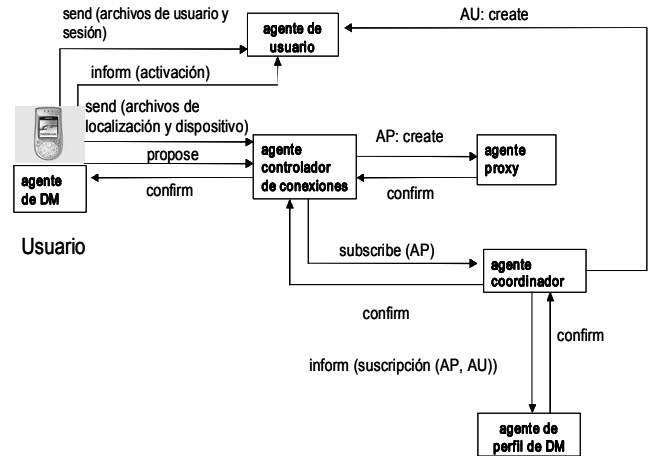 send (archivos de usuario y
sesión)
agente de
usuario
AU: create
inform (activación)
send (archivos de
localización y dispositivo)
propose
confirm
agente
de DM
agente
controlador
de conexiones
AP: create
confirm
agente
proxy
Usuario
subscribe (AP)
agente
coordinador
confirm
confirm
inform (suscripción (AP, AU))
agente de
perfil de DM